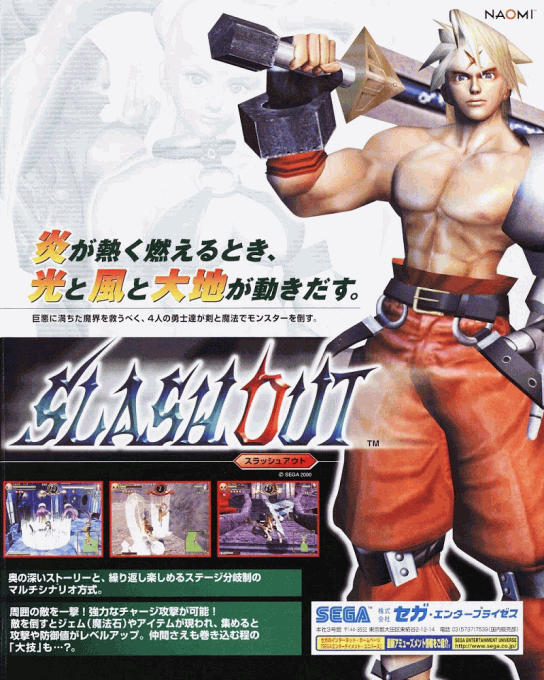 NAOMI™
炎が熱く燃えるとき、
光と風と大地が動きだす。
巨悪に満ちた魔界を救うべく、4人の勇士達が剣と魔法でモンスターを倒す。
SLASHOUT™
スラッシュアウト
© SEGA 2000
奥の深いストーリーと、繰り返し楽しめるステージ分岐制の
マルチシナリオ方式。
周囲の敵を一撃！強力なチャージ攻撃が可能！
敵を倒すとジェム（魔法石）やアイテムが現われ、集めると
攻撃や防御値がレベルアップ。仲間さえも巻き込む程の
「大技」も…？。
SEGA 株式会社 セガ・エンタープライゼス
SEGA ENTERTAINMENT UNIVERSE
http://www.sega.co.jp/